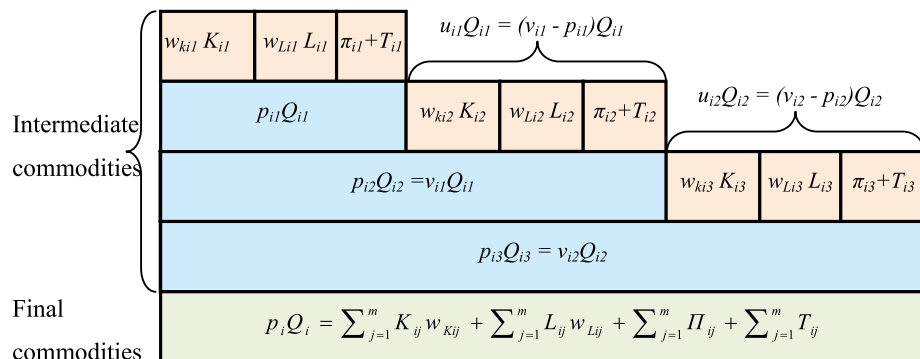 w_{ki1} K_{i1} w_{Li1} L_{i1} π_{i1}+T_{i1}
u_{i1}Q_{i1} = (v_{i1} - p_{i1})Q_{i1}
p_{i1}Q_{i1} w_{ki2} K_{i2} w_{Li2} L_{i2} π_{i2}+T_{i2}
u_{i2}Q_{i2} = (v_{i2} - p_{i2})Q_{i2}
Intermediate
commodities
p_{i2}Q_{i2} =v_{i1}Q_{i1} w_{ki3} K_{i3} w_{Li3} L_{i3} π_{i3}+T_{i3}
p_{i3}Q_{i3} = v_{i2}Q_{i2}
Final
commodities
p_i Q_i = ∑_{j=1}^{m} K_{ij} w_{Kij} + ∑_{j=1}^{m} L_{ij} w_{Lij} + ∑_{j=1}^{m} Π_{ij} + ∑_{j=1}^{m} T_{ij}